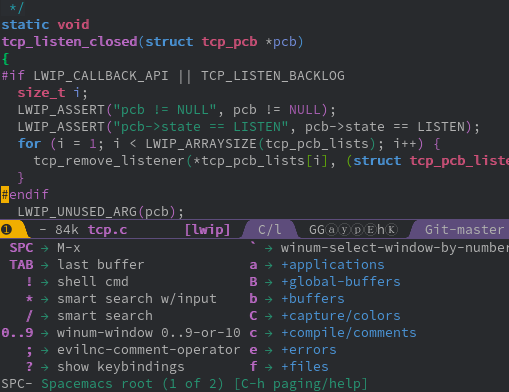 */
static void
tcp_listen_closed(struct tcp_pcb *pcb)
{
#if LWIP_CALLBACK_API || TCP_LISTEN_BACKLOG
  size_t i;
  LWIP_ASSERT("pcb != NULL", pcb != NULL);
  LWIP_ASSERT("pcb->state == LISTEN", pcb->state == LISTEN);
  for (i = 1; i < LWIP_ARRAYSIZE(tcp_pcb_lists); i++) {
    tcp_remove_listener(*tcp_pcb_lists[i], (struct tcp_pcb_liste
  }
#endif
  LWIP_UNUSED_ARG(pcb);
❶ - 84k tcp.c [lwip] C/l GGⓐⓨⓟⒺhⓀ Git-master
SPC → M-x ` → winum-select-window-by-number
TAB → last buffer a → +applications
! → shell cmd B → +global-buffers
* → smart search w/input b → +buffers
/ → smart search C → +capture/colors
0..9 → winum-window 0..9-or-10 c → +compile/comments
; → evilnc-comment-operator e → +errors
? → show keybindings f → +files
SPC- Spacemacs root (1 of 2) [C-h paging/help]